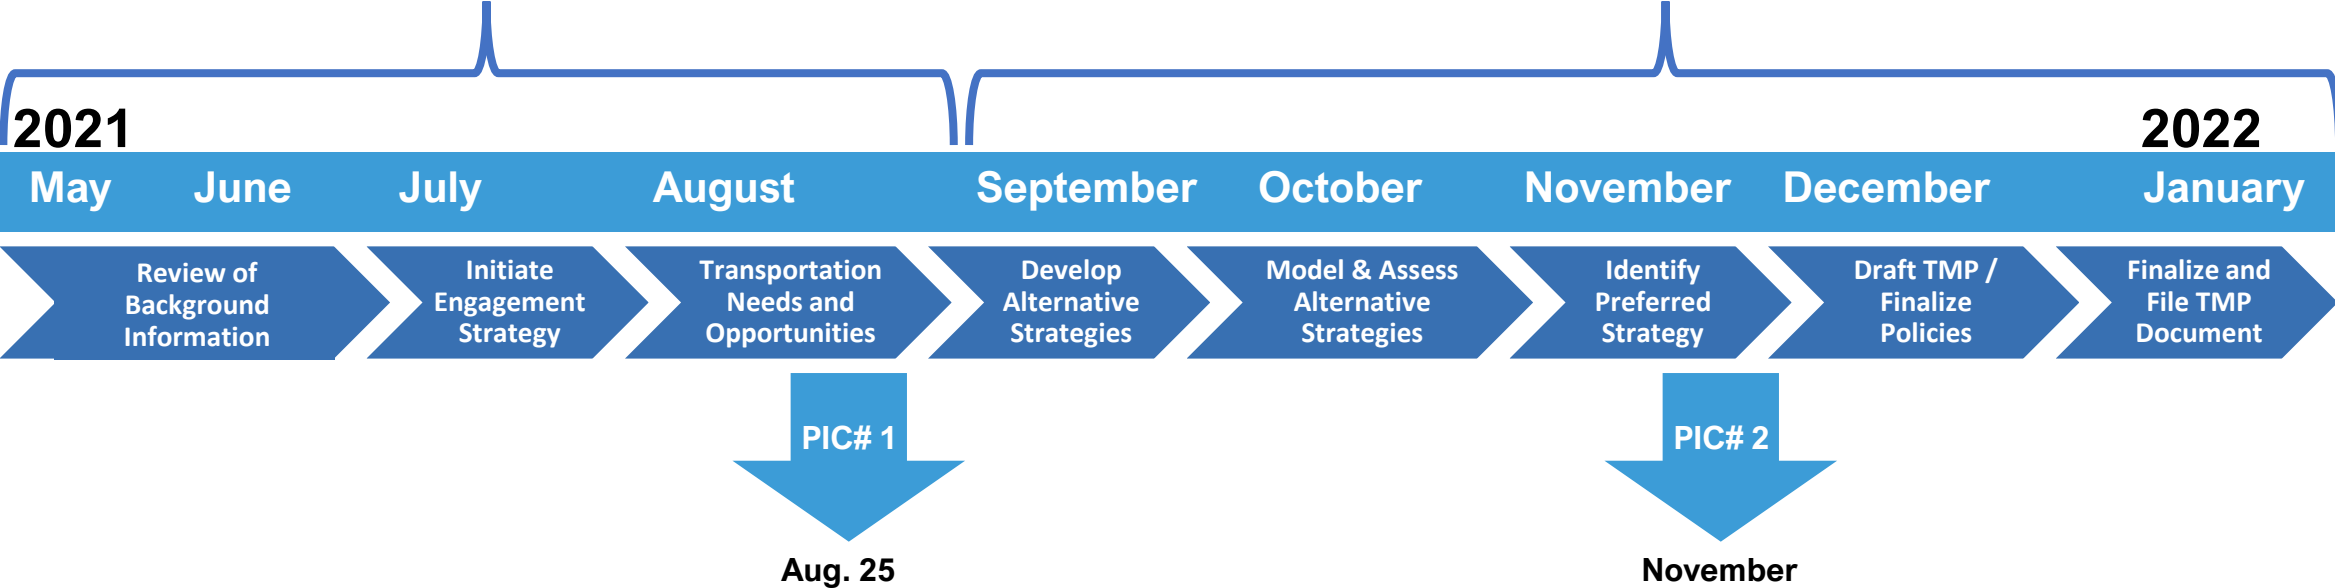 2021
2022
May June July August September October November December January
Review of
Background
Information
Initiate
Engagement
Strategy
Transportation
Needs and
Opportunities
Develop
Alternative
Strategies
Model & Assess
Alternative
Strategies
Identify
Preferred
Strategy
Draft TMP /
Finalize
Policies
Finalize and
File TMP
Document
PIC# 1
PIC# 2
Aug. 25
November